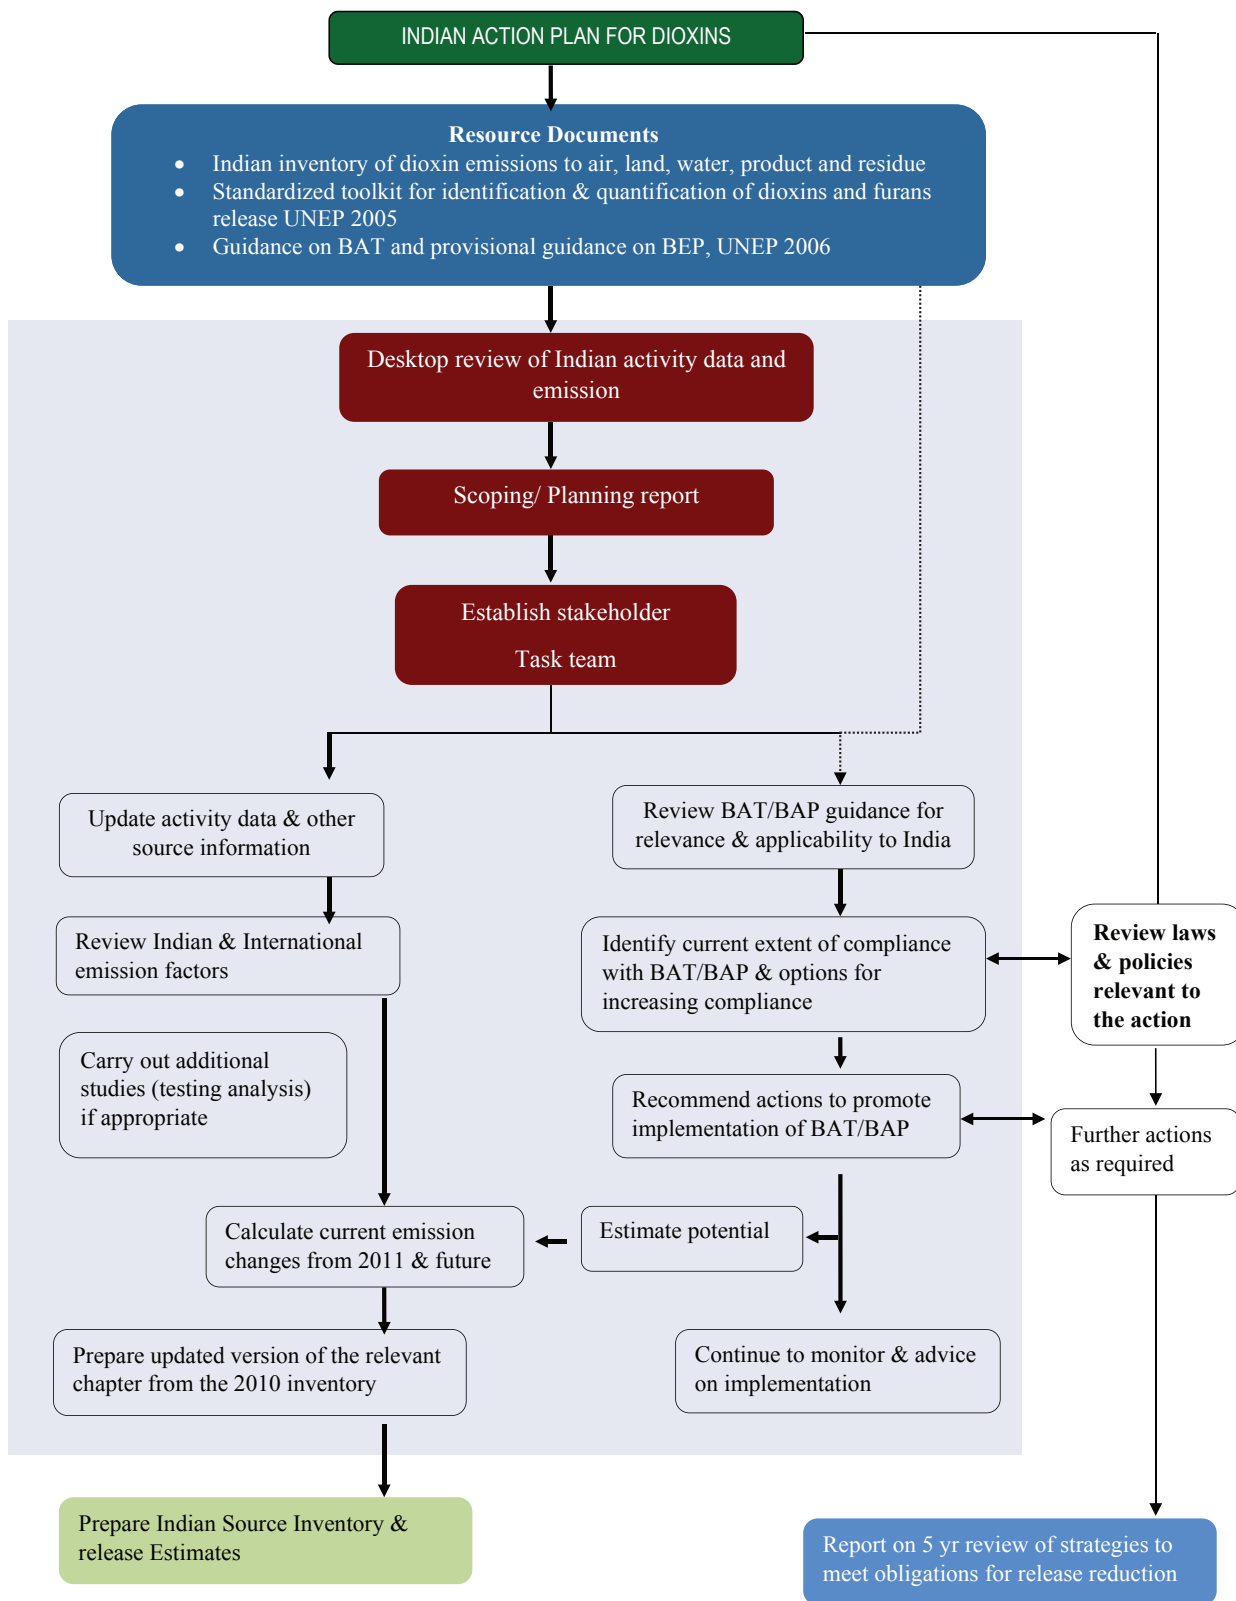 INDIAN ACTION PLAN FOR DIOXINS
Resource Documents
• Indian inventory of dioxin emissions to air, land, water, product and residue
• Standardized toolkit for identification & quantification of dioxins and furans
release UNEP 2005
• Guidance on BAT and provisional guidance on BEP, UNEP 2006
Desktop review of Indian activity data and
emission
Scoping/ Planning report
Establish stakeholder
Task team
Update activity data & other
source information
Review Indian & International
emission factors
Carry out additional
studies (testing analysis)
if appropriate
Calculate current emission
changes from 2011 & future
Prepare updated version of the relevant
chapter from the 2010 inventory
Prepare Indian Source Inventory &
release Estimates
Review BAT/BAP guidance for
relevance & applicability to India
Identify current extent of compliance
with BAT/BAP & options for
increasing compliance
Recommend actions to promote
implementation of BAT/BAP
Estimate potential
Continue to monitor & advice
on implementation
Review laws
& policies
relevant to
the action
Further actions
as required
Report on 5 yr review of strategies to
meet obligations for release reduction